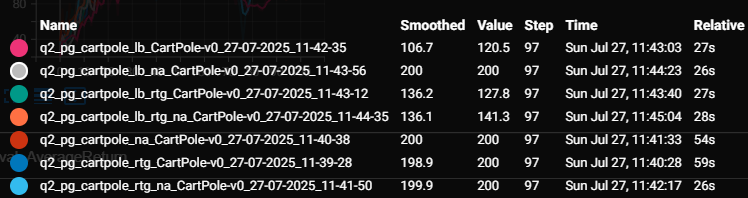 80
40
Name Smoothed Value Step Time Relative
q2_pg_cartpole_lb_CartPole-v0_27-07-2025_11-42-35 106.7 120.5 97 Sun Jul 27, 11:43:03 27s
q2_pg_cartpole_lb_na_CartPole-v0_27-07-2025_11-43-56 200 200 97 Sun Jul 27, 11:44:23 26s
q2_pg_cartpole_lb_rtg_CartPole-v0_27-07-2025_11-43-12 136.2 127.8 97 Sun Jul 27, 11:43:40 27s
q2_pg_cartpole_lb_rtg_na_CartPole-v0_27-07-2025_11-44-35 136.1 141.3 97 Sun Jul 27, 11:45:04 28s
q2_pg_cartpole_na_CartPole-v0_27-07-2025_11-40-38 200 200 97 Sun Jul 27, 11:41:33 54s
q2_pg_cartpole_rtg_CartPole-v0_27-07-2025_11-39-28 198.9 200 97 Sun Jul 27, 11:40:28 59s
q2_pg_cartpole_rtg_na_CartPole-v0_27-07-2025_11-41-50 199.9 200 97 Sun Jul 27, 11:42:17 26s